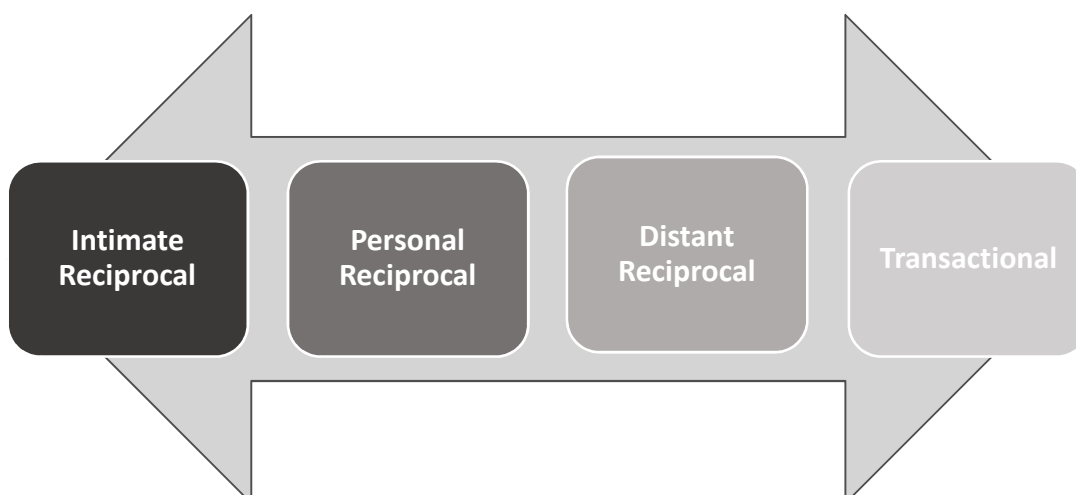 Intimate
Reciprocal
Personal
Reciprocal
Distant
Reciprocal
Transactional